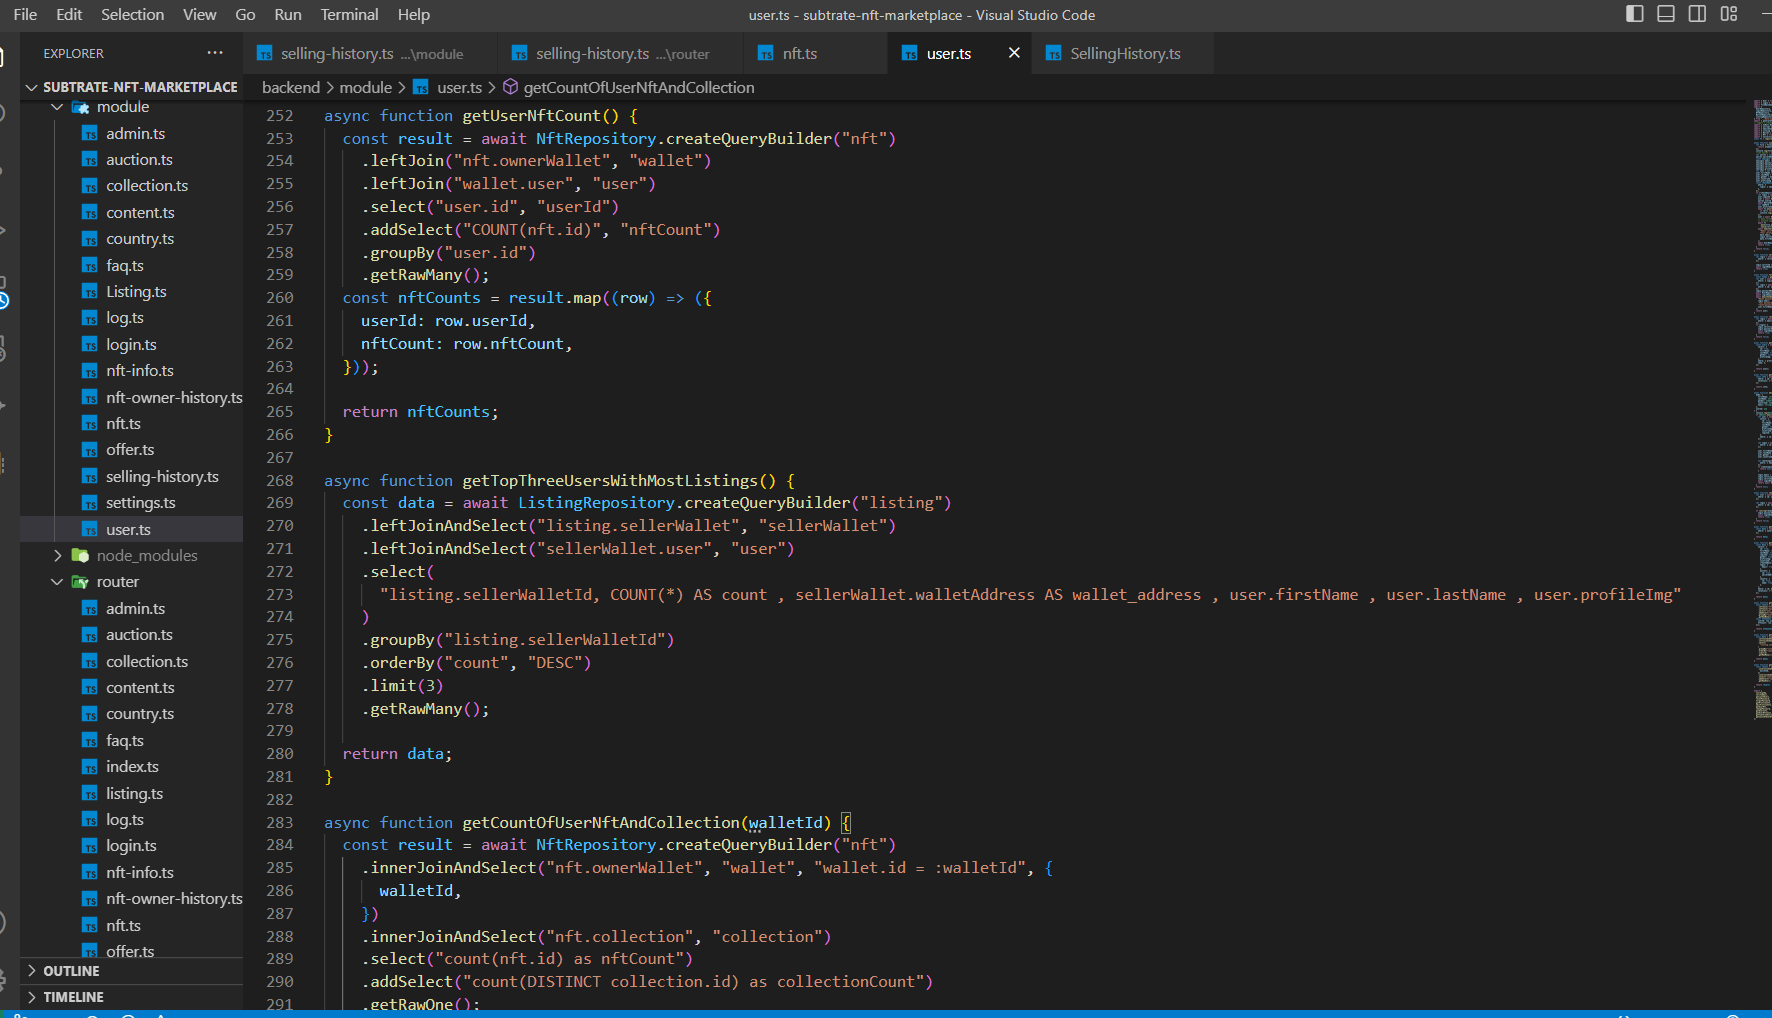 File Edit Selection View Go Run Terminal Help
user.ts - subtrate-nft-marketplace - Visual Studio Code
EXPLORER ···
selling-history.ts ...\module
selling-history.ts ...\router
nft.ts
user.ts
SellingHistory.ts
SUBTRATE-NFT-MARKETPLACE
backend > module > user.ts > getCountOfUserNftAndCollection
module
admin.ts
auction.ts
collection.ts
content.ts
country.ts
faq.ts
Listing.ts
log.ts
login.ts
nft-info.ts
nft-owner-history.ts
nft.ts
offer.ts
selling-history.ts
settings.ts
user.ts
node_modules
router
admin.ts
auction.ts
collection.ts
content.ts
country.ts
faq.ts
index.ts
listing.ts
log.ts
login.ts
nft-info.ts
nft-owner-history.ts
nft.ts
offer.ts
OUTLINE
TIMELINE
252 async function getUserNftCount() {
253 const result = await NftRepository.createQueryBuilder("nft")
254 .leftJoin("nft.ownerWallet", "wallet")
255 .leftJoin("wallet.user", "user")
256 .select("user.id", "userId")
257 .addSelect("COUNT(nft.id)", "nftCount")
258 .groupBy("user.id")
259 .getRawMany();
260 const nftCounts = result.map((row) => ({
261 userId: row.userId,
262 nftCount: row.nftCount,
263 }));
264
265 return nftCounts;
266 }
267
268 async function getTopThreeUsersWithMostListings() {
269 const data = await ListingRepository.createQueryBuilder("listing")
270 .leftJoinAndSelect("listing.sellerWallet", "sellerWallet")
271 .leftJoinAndSelect("sellerWallet.user", "user")
272 .select(
273 "listing.sellerWalletId, COUNT(*) AS count , sellerWallet.walletAddress AS wallet_address , user.firstName , user.lastName , user.profileImg"
274 )
275 .groupBy("listing.sellerWalletId")
276 .orderBy("count", "DESC")
277 .limit(3)
278 .getRawMany();
279
280 return data;
281 }
282
283 async function getCountOfUserNftAndCollection(walletId) {
284 const result = await NftRepository.createQueryBuilder("nft")
285 .innerJoinAndSelect("nft.ownerWallet", "wallet", "wallet.id = :walletId", {
286 walletId,
287 })
288 .innerJoinAndSelect("nft.collection", "collection")
289 .select("count(nft.id) as nftCount")
290 .addSelect("count(DISTINCT collection.id) as collectionCount")
291 .getRawOne();